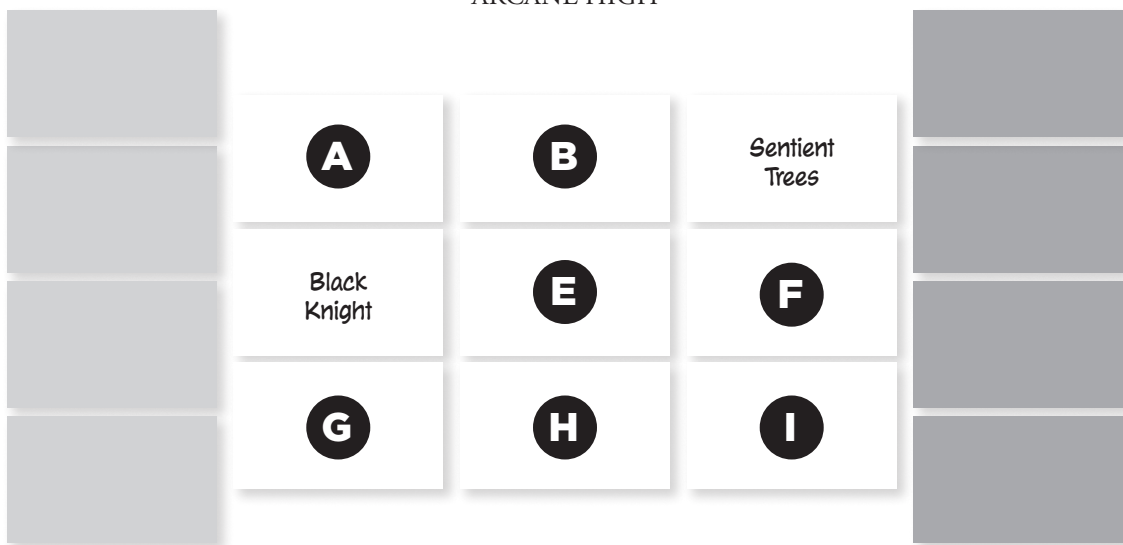 ARCANE HIGH
A
B
Sentient
Trees
Black
Knight
E
F
G
H
I